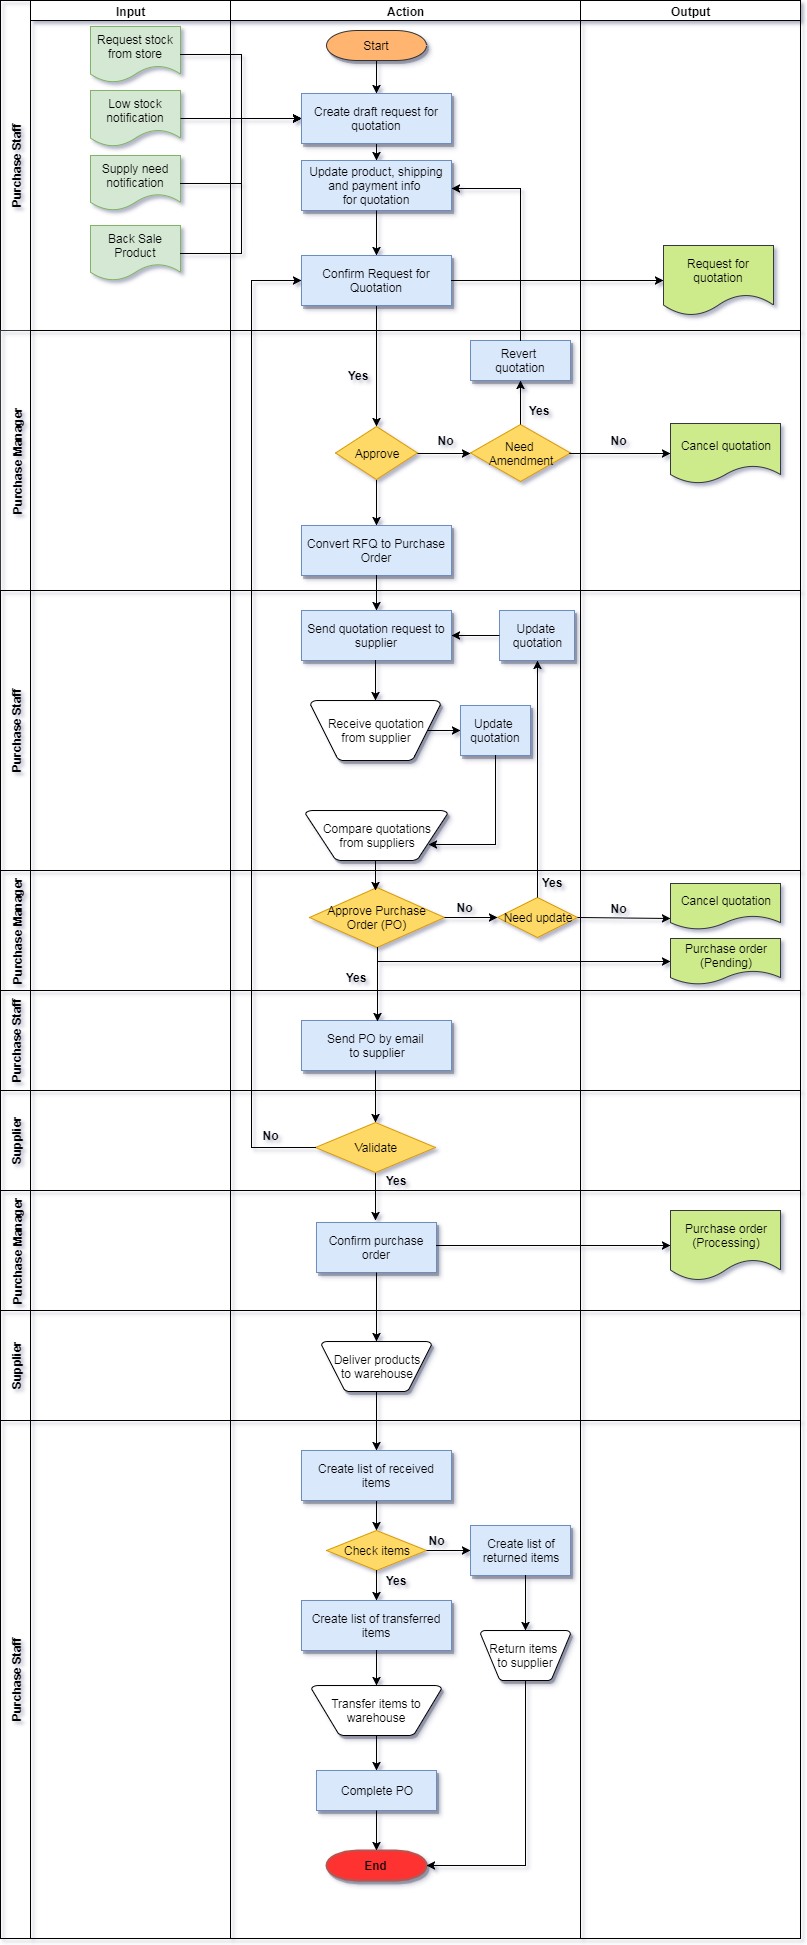 Input
Action
Output
Purchase Staff
Request stock
from store
Low stock
notification
Supply need
notification
Back Sale
Product
Start
Create draft request for
quotation
Update product, shipping
and payment info
for quotation
Confirm Request for
Quotation
Request for
quotation
Purchase Manager
Revert
quotation
Yes
Yes
Approve
No
Need
Amendment
No
Cancel quotation
Convert RFQ to Purchase
Order
Purchase Staff
Send quotation request to
supplier
Update
quotation
Receive quotation
from supplier
Update
quotation
Compare quotations
from suppliers
Purchase Manager
Yes
Approve Purchase
Order (PO)
No
Need update
No
Cancel quotation
Purchase order
(Pending)
Yes
Purchase Staff
Send PO by email
to supplier
Supplier
No
Validate
Yes
Purchase Manager
Confirm purchase
order
Purchase order
(Processing)
Supplier
Deliver products
to warehouse
Purchase Staff
Create list of received
items
Check items
No
Create list of
returned items
Yes
Create list of transferred
items
Return items
to supplier
Transfer items to
warehouse
Complete PO
End